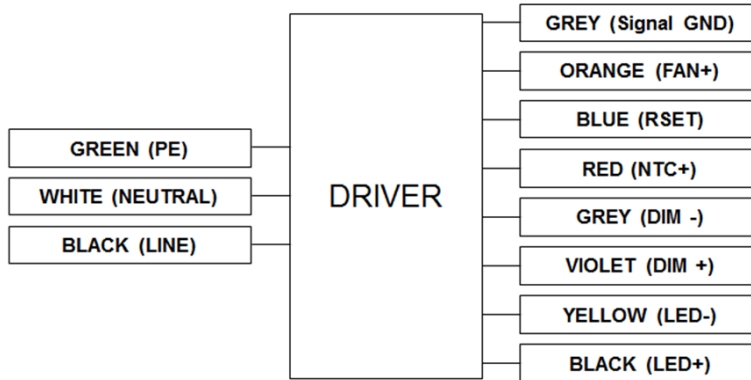 GREEN (PE)
WHITE (NEUTRAL)
BLACK (LINE)
DRIVER
GREY (Signal GND)
ORANGE (FAN+)
BLUE (RSET)
RED (NTC+)
GREY (DIM -)
VIOLET (DIM +)
YELLOW (LED-)
BLACK (LED+)